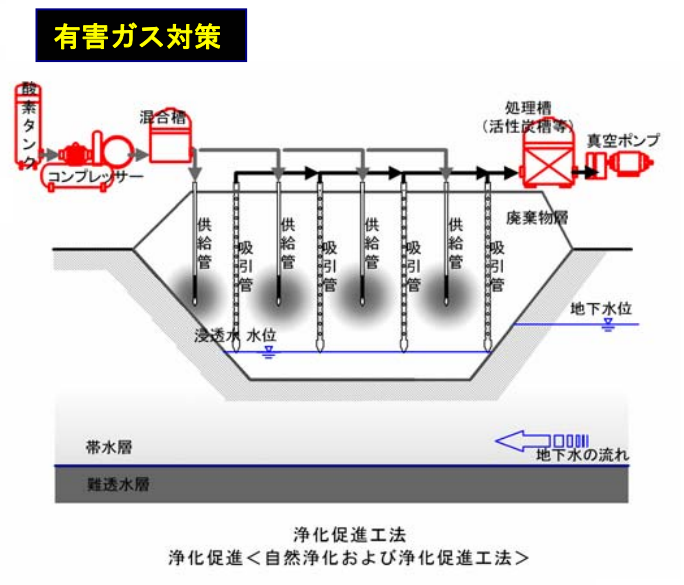 有害ガス対策
酸素タンク
コンプレッサー
混合槽
処理槽
(活性炭槽等)
真空ポンプ
廃棄物層
供給管
吸引管
供給管
吸引管
供給管
吸引管
供給管
吸引管
地下水位
浸透水 水位
帯水層
地下水の流れ
難透水層
浄化促進工法
浄化促進<自然浄化および浄化促進工法>